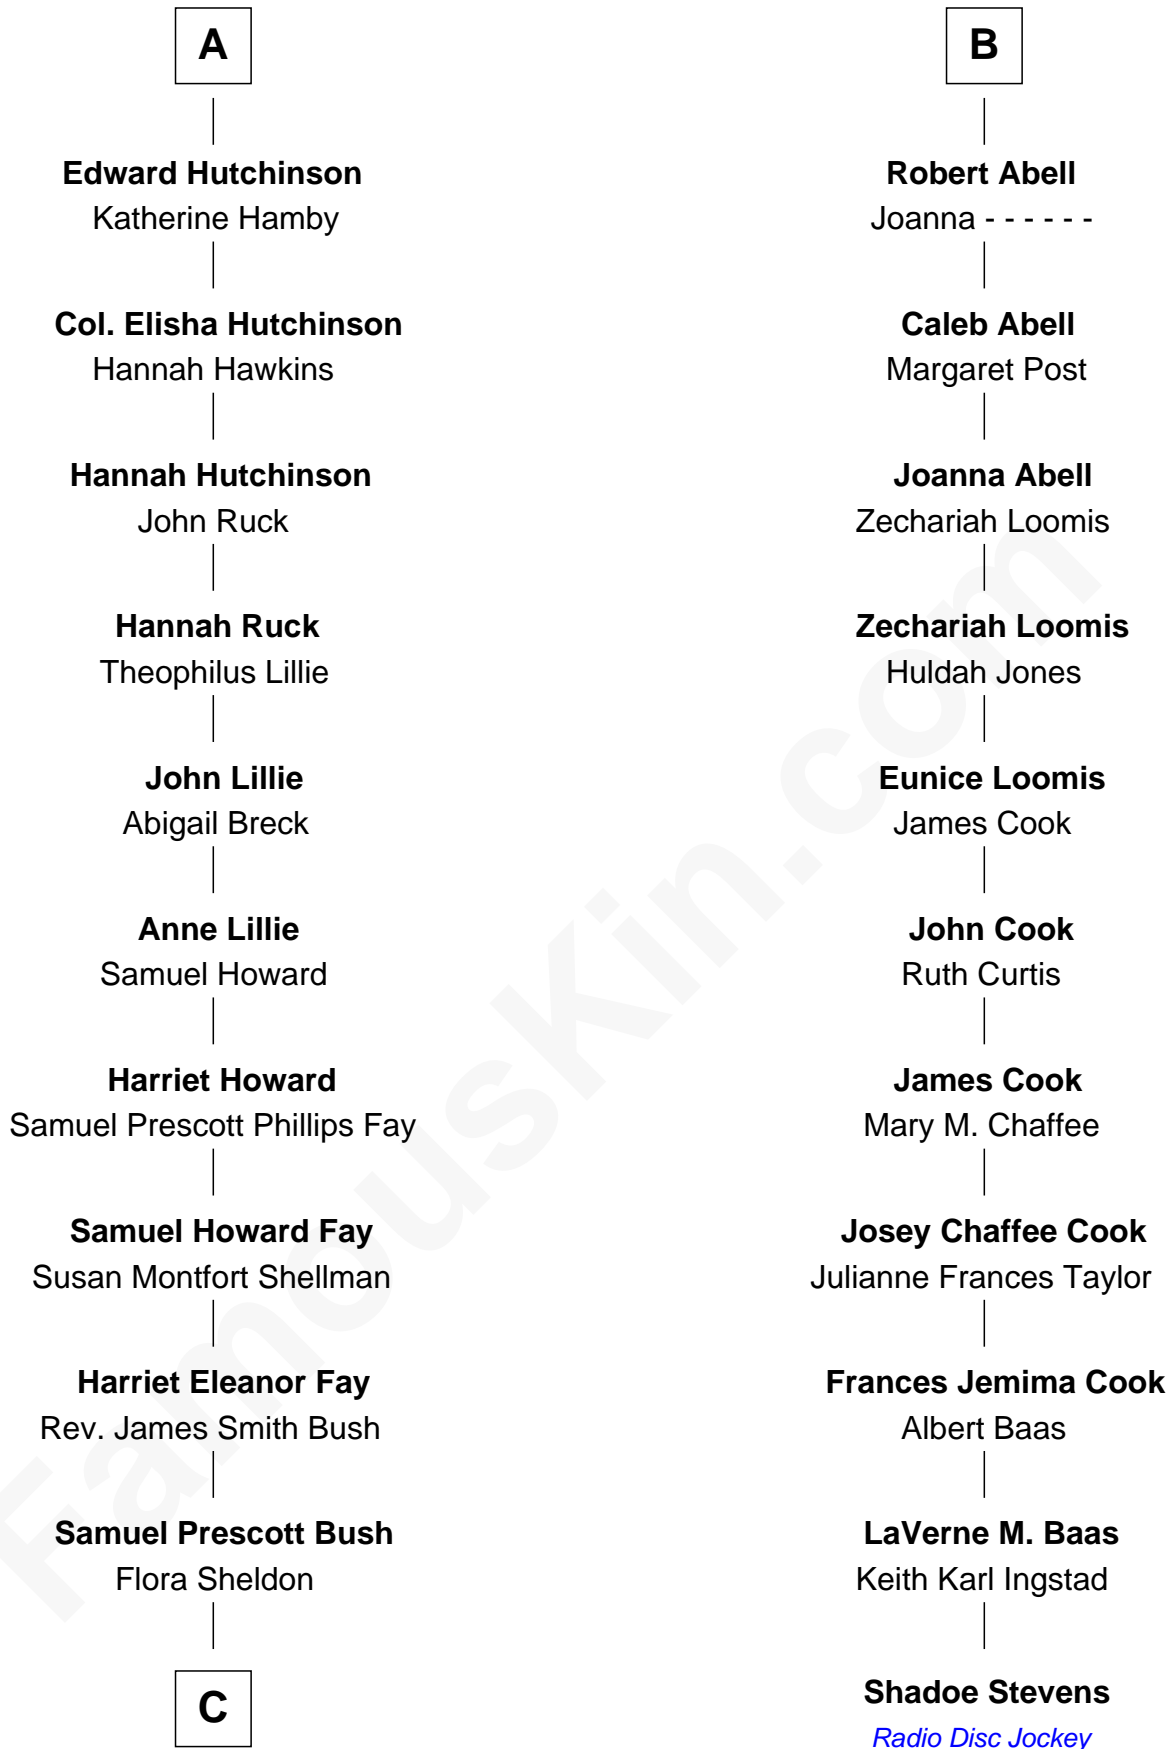 A
Edward Hutchinson
Katherine Hamby
Col. Elisha Hutchinson
Hannah Hawkins
Hannah Hutchinson
John Ruck
Hannah Ruck
Theophilus Lillie
John Lillie
Abigail Breck
Anne Lillie
Samuel Howard
Harriet Howard
Samuel Prescott Phillips Fay
Samuel Howard Fay
Susan Montfort Shellman
Harriet Eleanor Fay
Rev. James Smith Bush
Samuel Prescott Bush
Flora Sheldon
C
B
Robert Abell
Joanna - - - - - -
Caleb Abell
Margaret Post
Joanna Abell
Zechariah Loomis
Zechariah Loomis
Huldah Jones
Eunice Loomis
James Cook
John Cook
Ruth Curtis
James Cook
Mary M. Chaffee
Josey Chaffee Cook
Julianne Frances Taylor
Frances Jemima Cook
Albert Baas
LaVerne M. Baas
Keith Karl Ingstad
Shadoe Stevens
Radio Disc Jockey
FamousKin.com